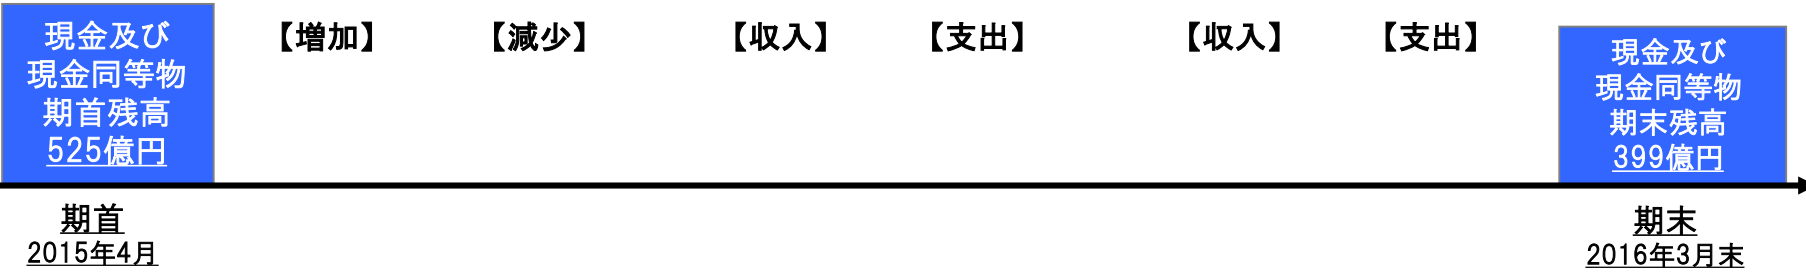 現金及び
現金同等物
期首残高
525億円
【増加】
【減少】
【収入】
【支出】
【収入】
【支出】
現金及び
現金同等物
期末残高
399億円
期首
2015年4月
期末
2016年3月末